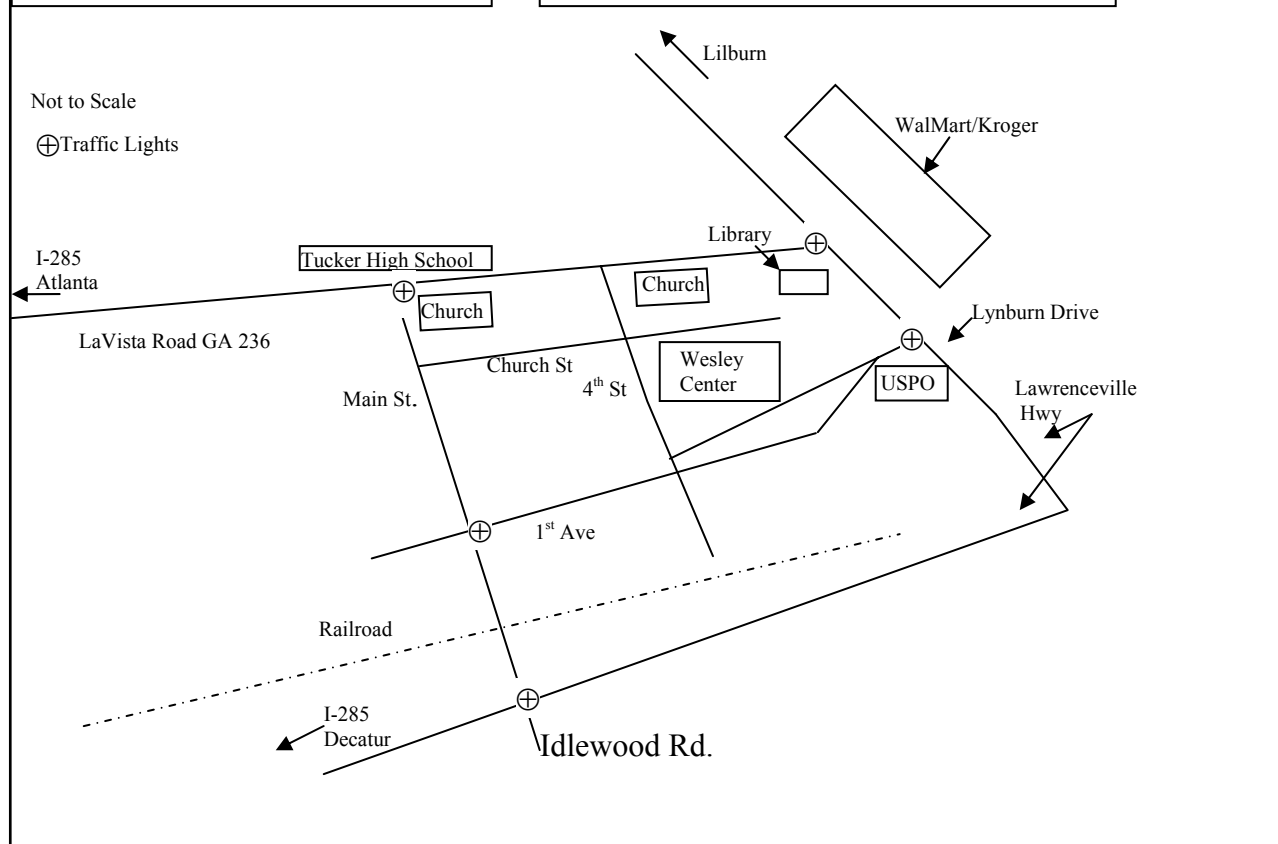 Lilburn
Not to Scale
WalMart/Kroger
Traffic Lights
Library
I-285
Atlanta
Tucker High School
Church
Church
Lynburn Drive
LaVista Road GA 236
Church St
Wesley
Center
4th St
USPO
Lawrenceville
Hwy
Main St.
1st Ave
Railroad
I-285
Decatur
Idlewood Rd.